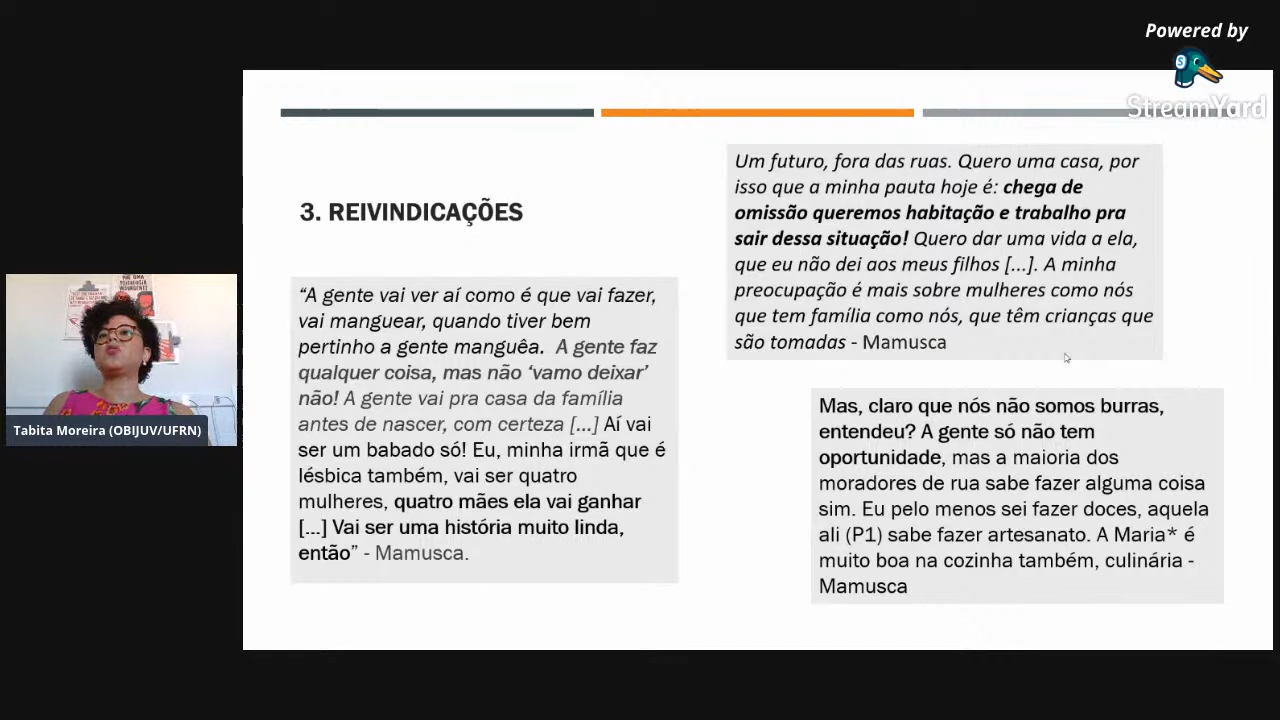 Powered by
StreamYard
3. REIVINDICAÇÕES
“A gente vai ver aí como é que vai fazer,
vai manguear, quando tiver bem
pertinho a gente manguêa. A gente faz
qualquer coisa, mas não ‘vamo deixar’
não! A gente vai pra casa da família
antes de nascer, com certeza [...] Aí vai
ser um babado só! Eu, minha irmã que é
lésbica também, vai ser quatro
mulheres, quatro mães ela vai ganhar
[...] Vai ser uma história muito linda,
então” - Mamusca.
Um futuro, fora das ruas. Quero uma casa, por
isso que a minha pauta hoje é: chega de
omissão queremos habitação e trabalho pra
sair dessa situação! Quero dar uma vida a ela,
que eu não dei aos meus filhos [...]. A minha
preocupação é mais sobre mulheres como nós
que tem família como nós, que têm crianças que
são tomadas - Mamusca
Mas, claro que nós não somos burras,
entendeu? A gente só não tem
oportunidade, mas a maioria dos
moradores de rua sabe fazer alguma coisa
sim. Eu pelo menos sei fazer doces, aquela
ali (P1) sabe fazer artesanato. A Maria* é
muito boa na cozinha também, culinária -
Mamusca
Tabita Moreira (OBIJUV/UFRN)